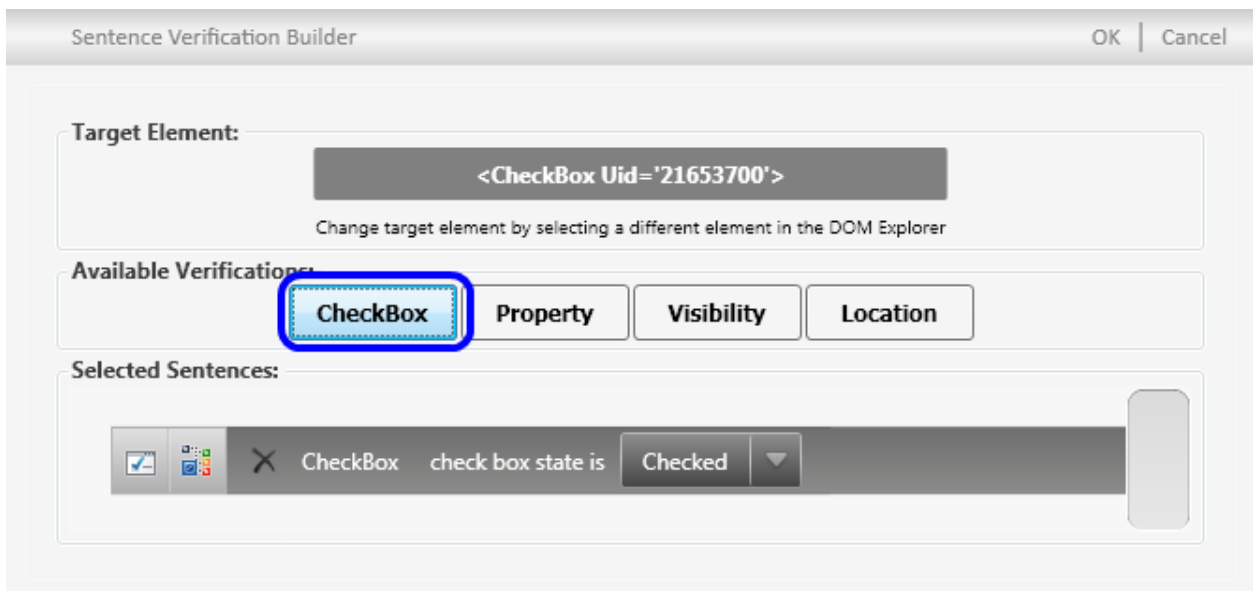 Sentence Verification Builder OK | Cancel
Target Element:
<CheckBox Uid='21653700'>
Change target element by selecting a different element in the DOM Explorer
Available Verifications:
CheckBox Property Visibility Location
Selected Sentences:
CheckBox check box state is Checked